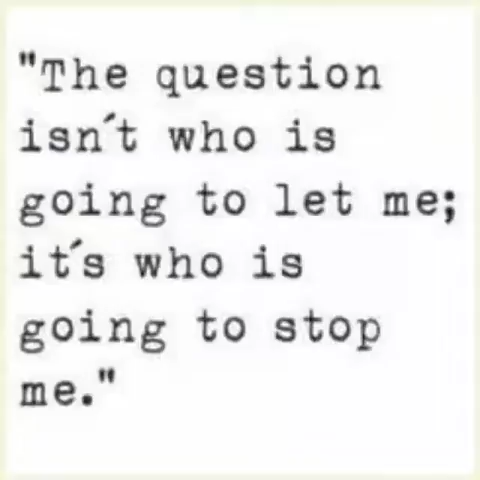 "The question
isn´t who is
going to let me;
it´s who is
going to stop
me."